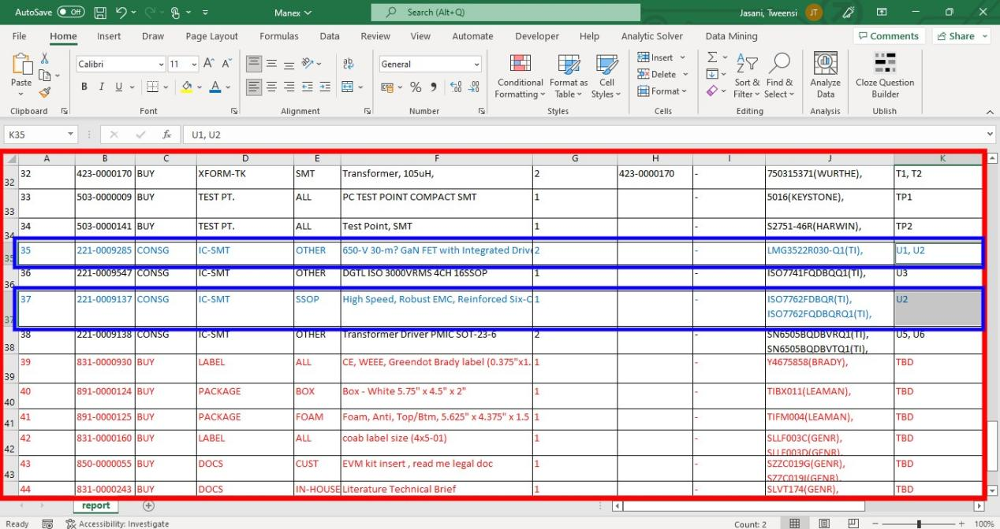 AutoSave Off Manex Search (Alt+Q) Jasani, Tweensi JT
File Home Insert Draw Page Layout Formulas Data Review View Automate Developer Help Analytic Solver Data Mining Comments Share
Calibri 11 General Insert
Paste B I U Conditional Formatting Format as Table Cell Styles Delete Sort & Filter Find & Select Analyze Data Cloze Question Builder
Format
Clipboard Font Alignment Number Styles Cells Editing Analysis Ublish
K35 fx U1, U2
A B C D E F G H I J K
32 32 423-0000170 BUY XFORM-TK SMT Transformer, 105uH, 2 423-0000170 - 750315371(WURTHE), T1, T2
33 33 503-0000009 BUY TEST PT. ALL PC TEST POINT COMPACT SMT 1 - 5016(KEYSTONE), TP1
34 34 503-0000141 BUY TEST PT. ALL Test Point, SMT 1 - S2751-46R(HARWIN), TP2
35 35 221-0009285 CONSG IC-SMT OTHER 650-V 30-m? GaN FET with Integrated Drive 2 - LMG3522R030-Q1(TI), U1, U2
36 36 221-0009547 CONSG IC-SMT OTHER DGTL ISO 3000VRMS 4CH 16SSOP 1 - ISO7741FQDBQQ1(TI), U3
37 37 221-0009137 CONSG IC-SMT SSOP High Speed, Robust EMC, Reinforced Six-C 1 - ISO7762FDBQR(TI), U2
ISO7762FQDBQRQ1(TI),
38 38 221-0009138 CONSG IC-SMT OTHER Transformer Driver PMIC SOT-23-6 2 - SN6505BQDBVRQ1(TI), U5, U6
SN6505BQDBVTQ1(TI),
39 39 831-0000930 BUY LABEL ALL CE, WEEE, Greendot Brady label (0.375"x1. 1 - Y4675858(BRADY), TBD
40 40 891-0000124 BUY PACKAGE BOX Box - White 5.75" x 4.5" x 2" 1 - TIBX011(LEAMAN), TBD
41 41 891-0000125 BUY PACKAGE FOAM Foam, Anti, Top/Btm, 5.625" x 4.375" x 1.5 1 - TIFM004(LEAMAN), TBD
42 42 831-0000160 BUY LABEL ALL coab label size (4x5-01) 1 - SLLF003C(GENR), TBD
SLLF003D(GENR),
43 43 850-0000055 BUY DOCS CUST EVM kit insert , read me legal doc 1 - SZZC019G(GENR), TBD
SZZC019I(GENR),
44 831-0000243 BUY DOCS IN-HOUSE Literature Technical Brief 1 - SLVT174(GENR), TBD
report
Ready Accessibility: Investigate Count: 2 100%